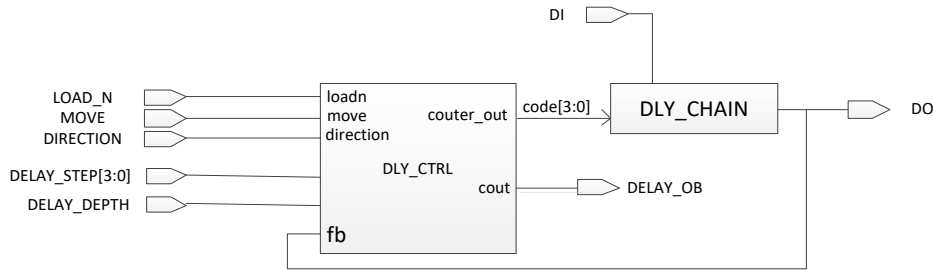 DI
LOAD_N
loadn
MOVE
move
couter_out
code[3:0]
DLY_CHAIN
DO
DIRECTION
direction
DELAY_STEP[3:0]
DLY_CTRL
cout
DELAY_OB
DELAY_DEPTH
fb